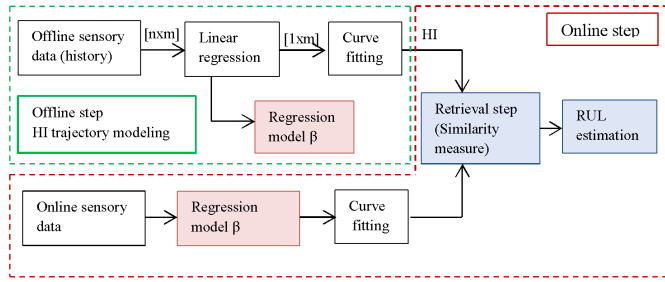 Offline sensory
data (history)
[nxm]
Linear
regression
[1xm]
Curve
fitting
HI
Online step
Offline step
HI trajectory modeling
Regression
model β
Retrieval step
(Similarity
measure)
RUL
estimation
Online sensory
data
Regression
model β
Curve
fitting